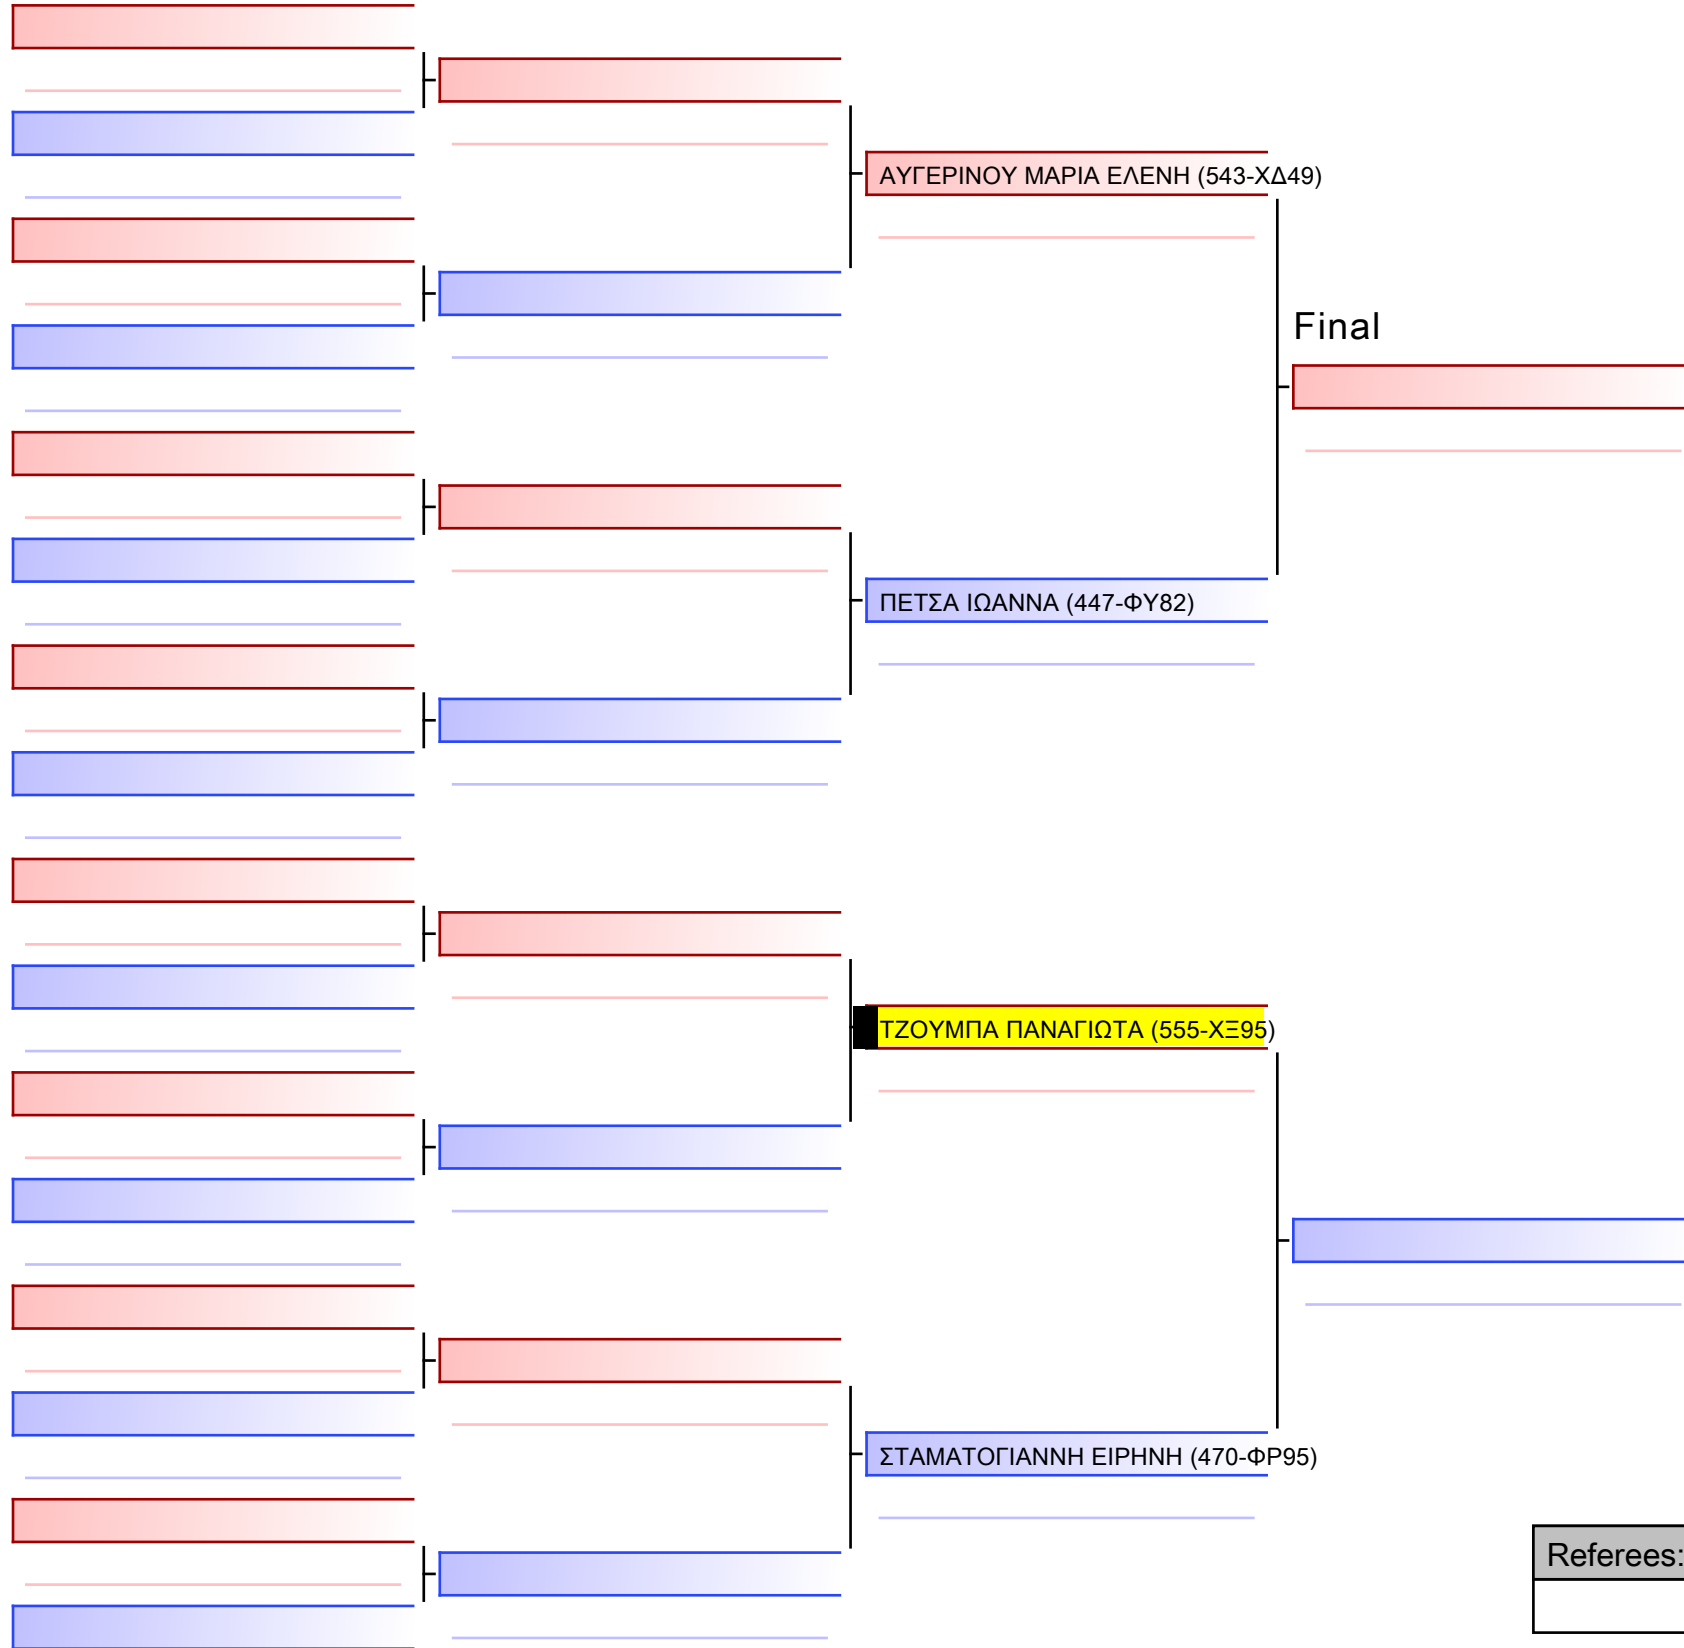 ΑΥΓΕΡΙΝΟΥ ΜΑΡΙΑ ΕΛΕΝΗ (543-ΧΔ49)
Final
ΠΕΤΣΑ ΙΩΑΝΝΑ (447-ΦΥ82)
ΤΖΟΥΜΠΑ ΠΑΝΑΓΙΩΤΑ (555-ΧΞ95)
ΣΤΑΜΑΤΟΓΙΑΝΝΗ ΕΙΡΗΝΗ (470-ΦΡ95)
Referees: